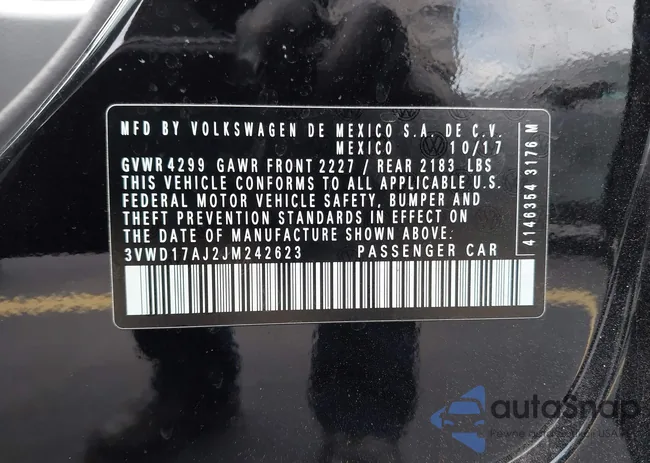 MFD BY VOLKSWAGEN DE MEXICO S.A. DE C.V.
MEXICO 10/17
GVWR 4299 GAWR FRONT 2227 / REAR 2183 LBS
THIS VEHICLE CONFORMS TO ALL APPLICABLE U.S.
FEDERAL MOTOR VEHICLE SAFETY, BUMPER AND
THEFT PREVENTION STANDARDS IN EFFECT ON
THE DATE OF MANUFACTURE SHOWN ABOVE.
3VWD17AJ2JM242623 PASSENGER CAR
4146354 3176 M
autoSnap
Pewne auta